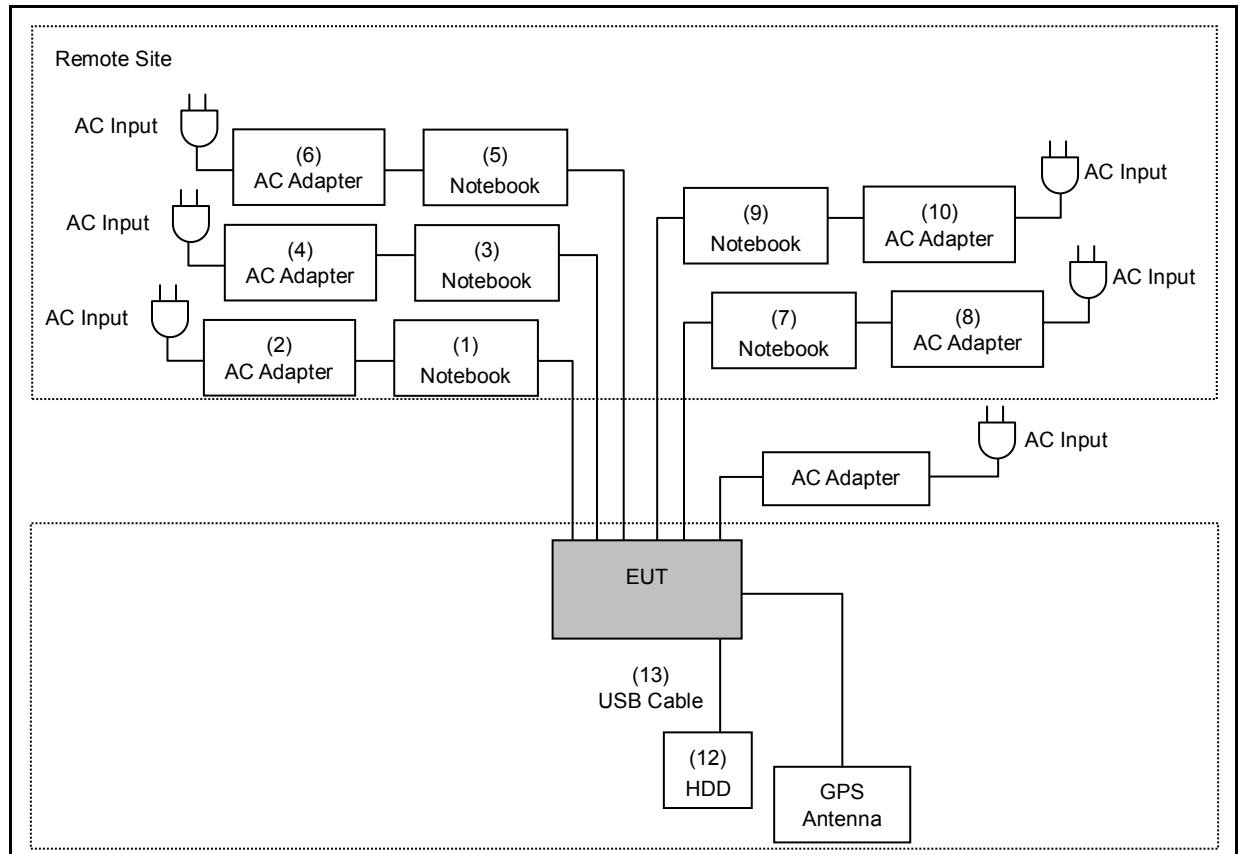 Remote Site
AC Input
(6)
AC Adapter
(5)
Notebook
AC Input
(4)
AC Adapter
(3)
Notebook
AC Input
(2)
AC Adapter
(1)
Notebook
(9)
Notebook
(10)
AC Adapter
AC Input
(7)
Notebook
(8)
AC Adapter
AC Input
AC Adapter
AC Input
EUT
(13)
USB Cable
(12)
HDD
GPS
Antenna